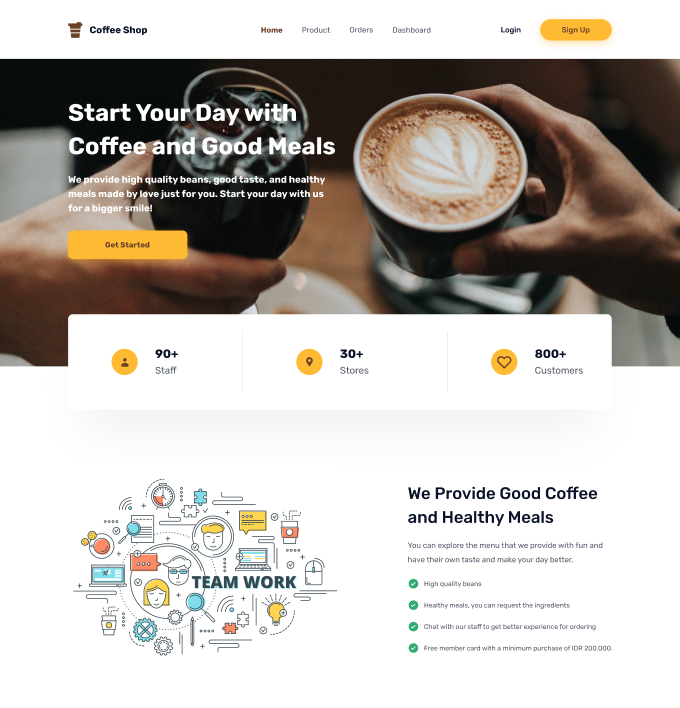 Coffee Shop
Home
Product
Orders
Dashboard
Login
Sign Up
Start Your Day with
Coffee and Good Meals
We provide high quality beans, good taste, and healthy
meals made by love just for you. Start your day with us
for a bigger smile!
Get Started
90+
Staff
30+
Stores
800+
Customers
We Provide Good Coffee
and Healthy Meals
You can explore the menu that we provide with fun and
have their own taste and make your day better.
High quality beans
Healthy meals, you can request the ingredients
Chat with our staff to get better experience for ordering
Free member card with a minimum purchase of IDR 200.000.
TEAM WORK